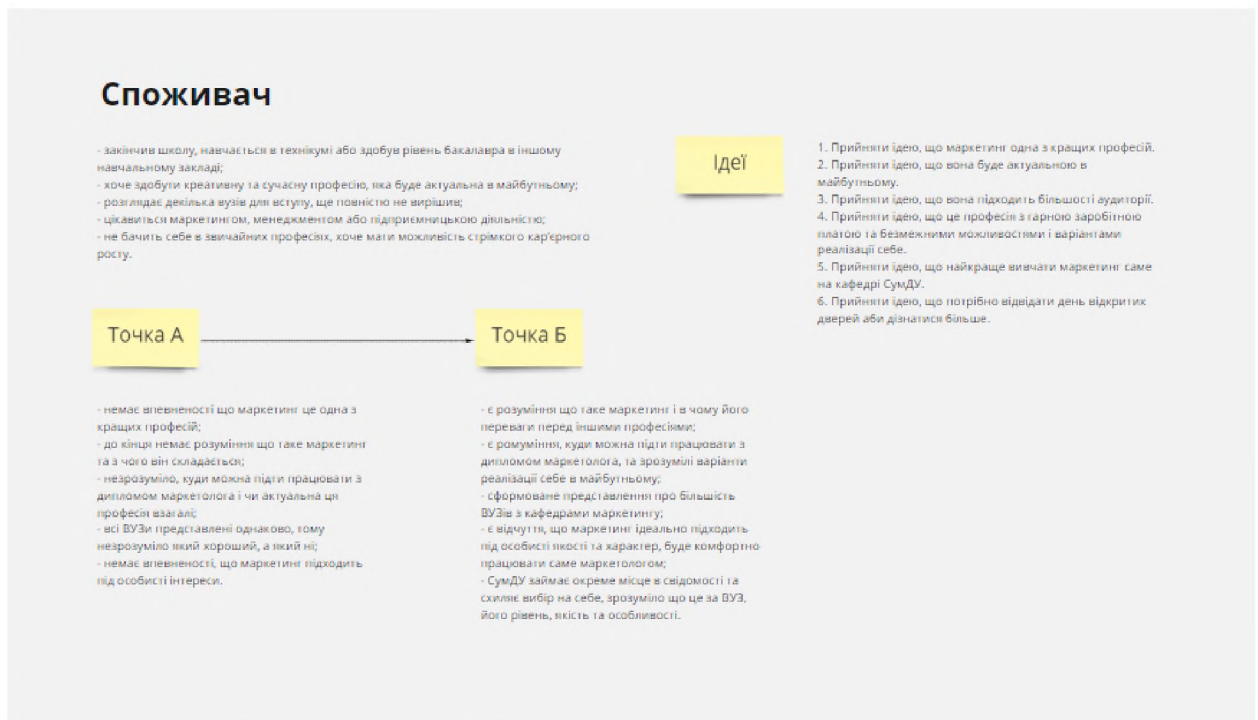 Споживач
- закінчив школу, навчається в технікумі або здобув рівень бакалавра в іншому
навчальному закладі;
- хоче здобути креативну та сучасну професію, яка буде актуальна в майбутньому;
- розглядає декілька вузів для вступу, ще повністю не вирішив;
- цікавиться маркетингом, менеджментом або підприємницькою діяльністю;
- не бачить себе в звичайних професіях, хоче мати можливість стрімкого кар'єрного
росту.
Ідеї
1. Прийняти ідею, що маркетинг одна з кращих професій.
2. Прийняти ідею, що вона буде актуальною в
майбутньому.
3. Прийняти ідею, що вона підходить більшості аудиторії.
4. Прийняти ідею, що це професія з гарною заробітною
платою та безмежними можливостями і варіантами
реалізації себе.
5. Прийняти ідею, що найкраще вивчати маркетинг саме
на кафедрі СумДУ.
6. Прийняти ідею, що потрібно відвідати день відкритих
дверей аби дізнатися більше.
Точка А
- немає впевненості що маркетинг це одна з
кращих професій;
- до кінця немає розуміння що таке маркетинг
та з чого він складається;
- незрозуміло, куди можна підти працювати з
дипломом маркетолога і чи актуальна ця
професія взагалі;
- всі ВУЗи представлені однаково, тому
незрозуміло який хороший, а який ні;
- немає впевненості, що маркетинг підходить
під особисті інтереси.
Точка Б
- є розуміння що таке маркетинг і в чому його
переваги перед іншими професіями;
- є ромуміння, куди можна підти працювати з
дипломом маркетолога, та зрозумілі варіанти
реалізації себе в майбутньому;
- сформоване представлення про більшість
ВУЗів з кафедрами маркетингу;
- є відчуття, що маркетинг ідеально підходить
під особисті якості та характер, буде комфортно
працювати саме маркетологом;
- СумДУ займає окреме місце в свідомості та
схиляє вибір на себе, зрозуміло що це за ВУЗ,
його рівень, якість та особливості.